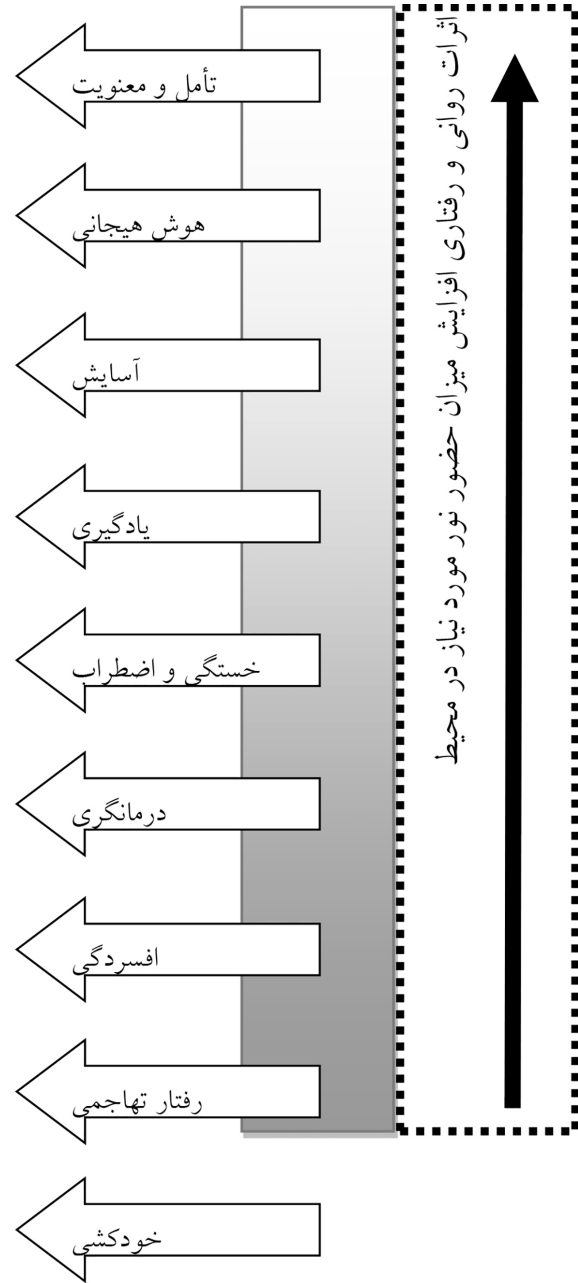 اثرات روانی و رفتاری افزایش میزان حضور نور مورد نیاز در محیط
تأمل و معنویت
هوش هیجانی
آسایش
یادگیری
خستگی و اضطراب
درمانگری
افسردگی
رفتار تهاجمی
خودکشی